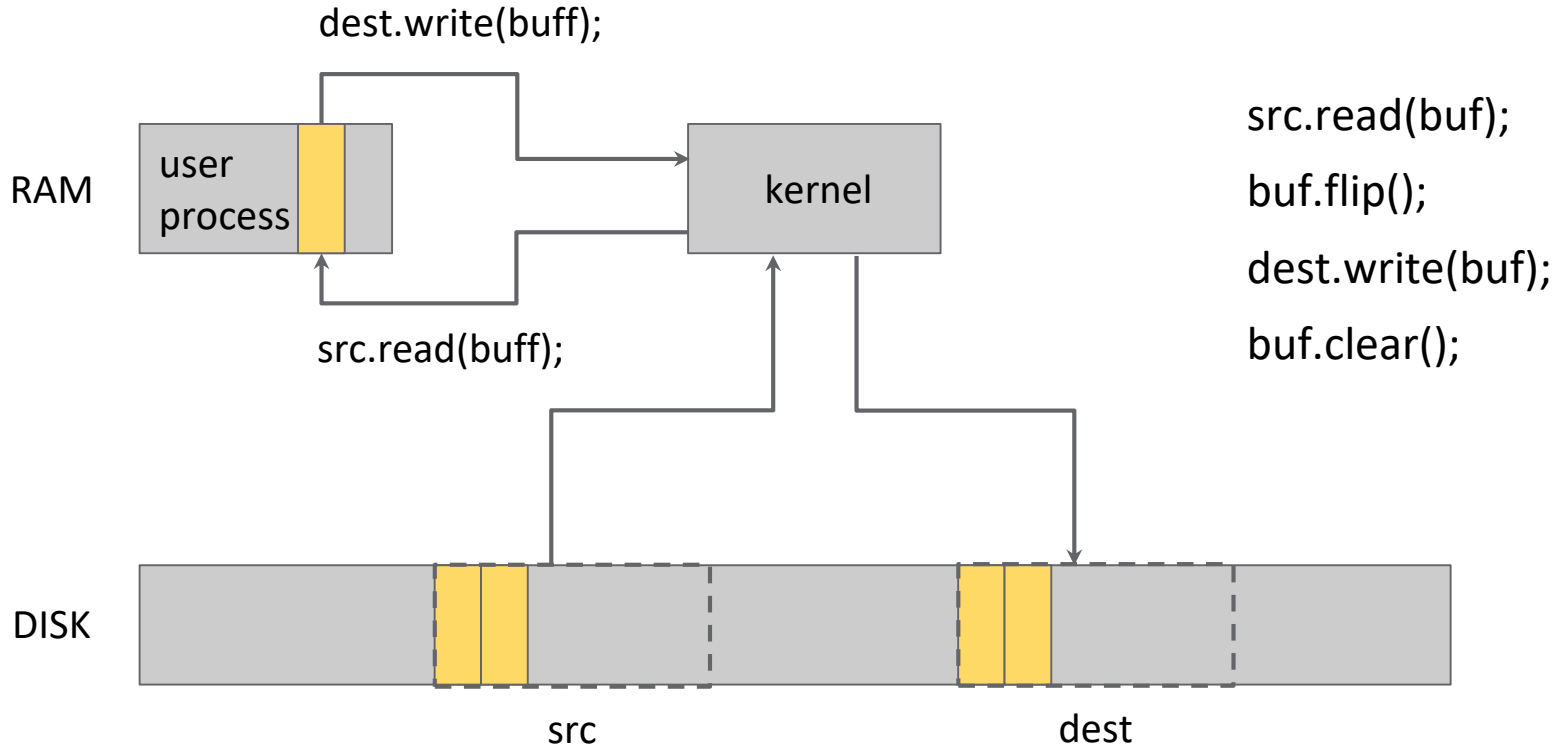 dest.write(buff);
RAM
user
process
kernel
src.read(buff);
src.read(buf);
buf.flip();
dest.write(buf);
buf.clear();
DISK
src
dest